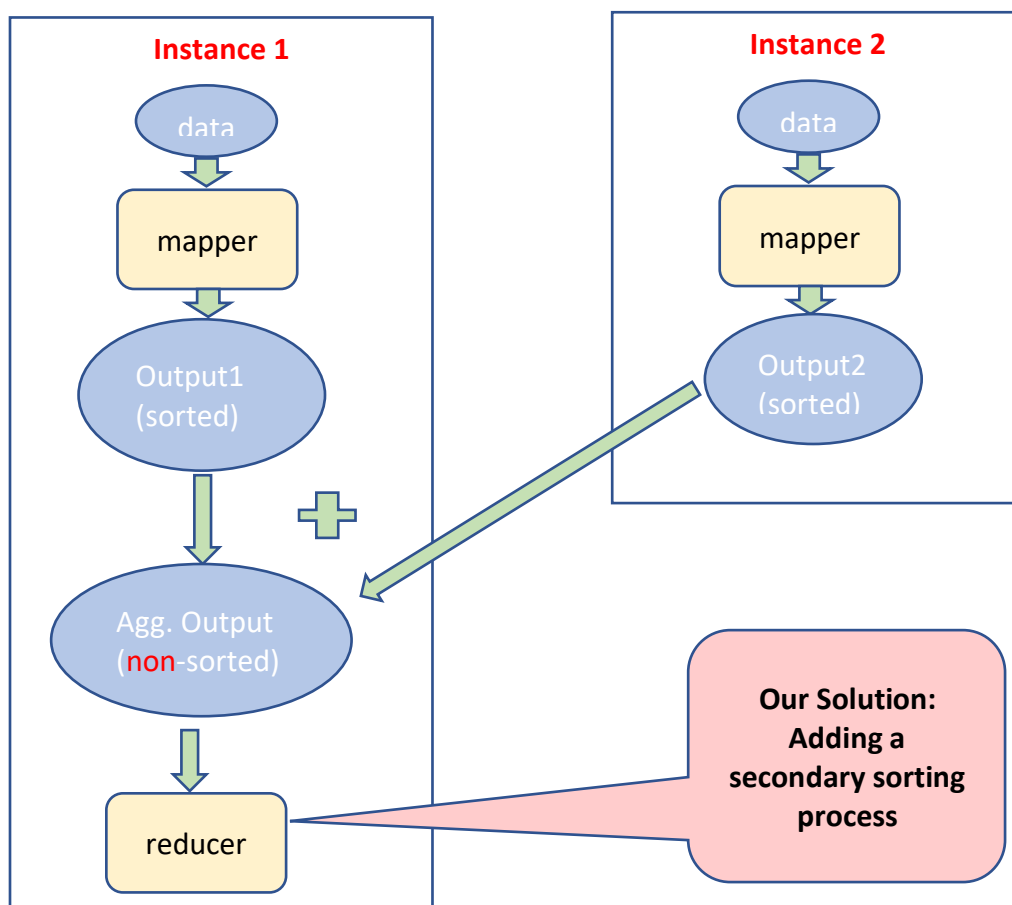 Instance 1
data
mapper
Output1
(sorted)
Agg. Output
(non-sorted)
reducer
Instance 2
data
mapper
Output2
(sorted)
Our Solution:
Adding a
secondary sorting
process